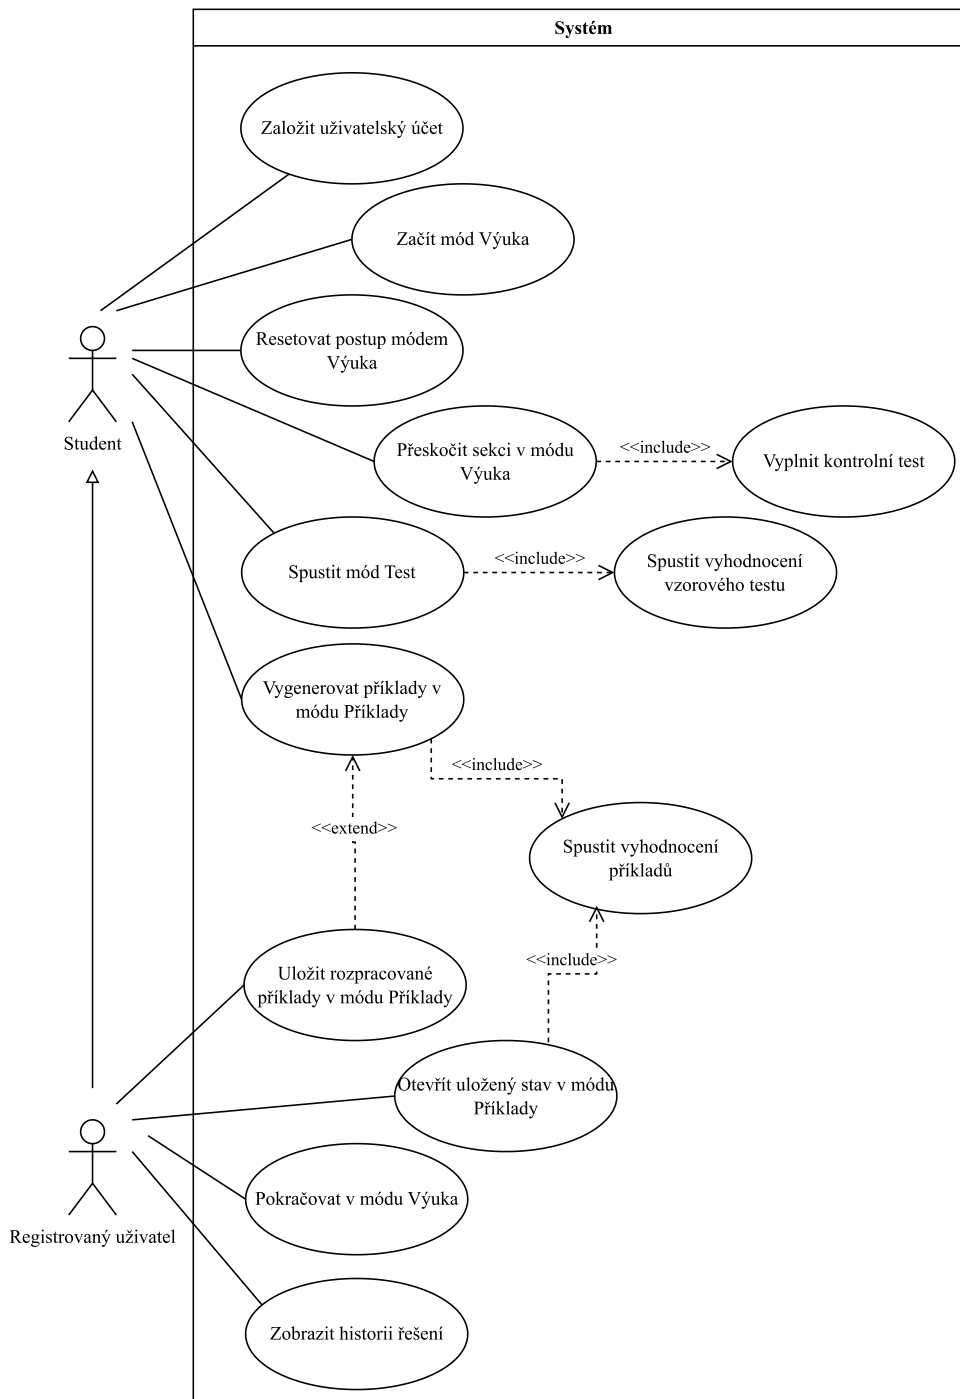 Systém
Založit uživatelský účet
Začít mód Výuka
Resetovat postup módem
Výuka
Student
Přeskočit sekci v módu
Výuka
<<include>>
Vyplnit kontrolní test
Spustit mód Test
<<include>>
Spustit vyhodnocení
vzorového testu
Vygenerovat příklady v
módu Příklady
<<include>>
<<extend>>
Spustit vyhodnocení
příkladů
<<include>>
Uložit rozpracované
příklady v módu Příklady
Otevřít uložený stav v módu
Příklady
Pokračovat v módu Výuka
Registrovaný uživatel
Zobrazit historii řešení